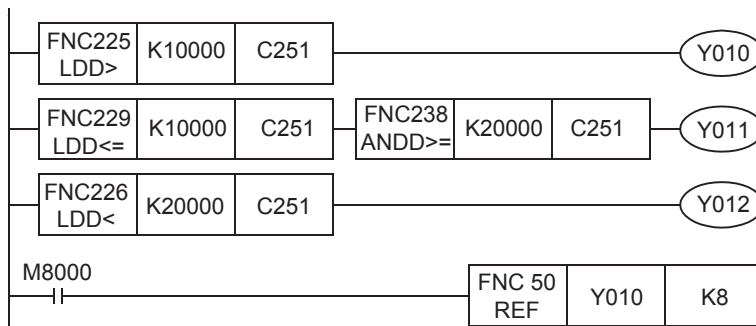 FNC225
LDD>
K10000
C251
Y010
FNC229
LDD<=
K10000
C251
FNC238
ANDD>=
K20000
C251
Y011
FNC226
LDD<
K20000
C251
Y012
M8000
FNC 50
REF
Y010
K8